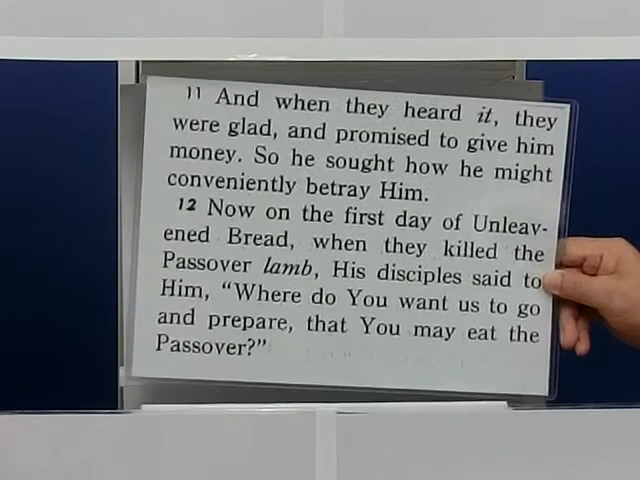 11 And when they heard it, they
were glad, and promised to give him
money. So he sought how he might
conveniently betray Him.
12 Now on the first day of Unleav-
ened Bread, when they killed the
Passover lamb, His disciples said to
Him, “Where do You want us to go
and prepare, that You may eat the
Passover?”